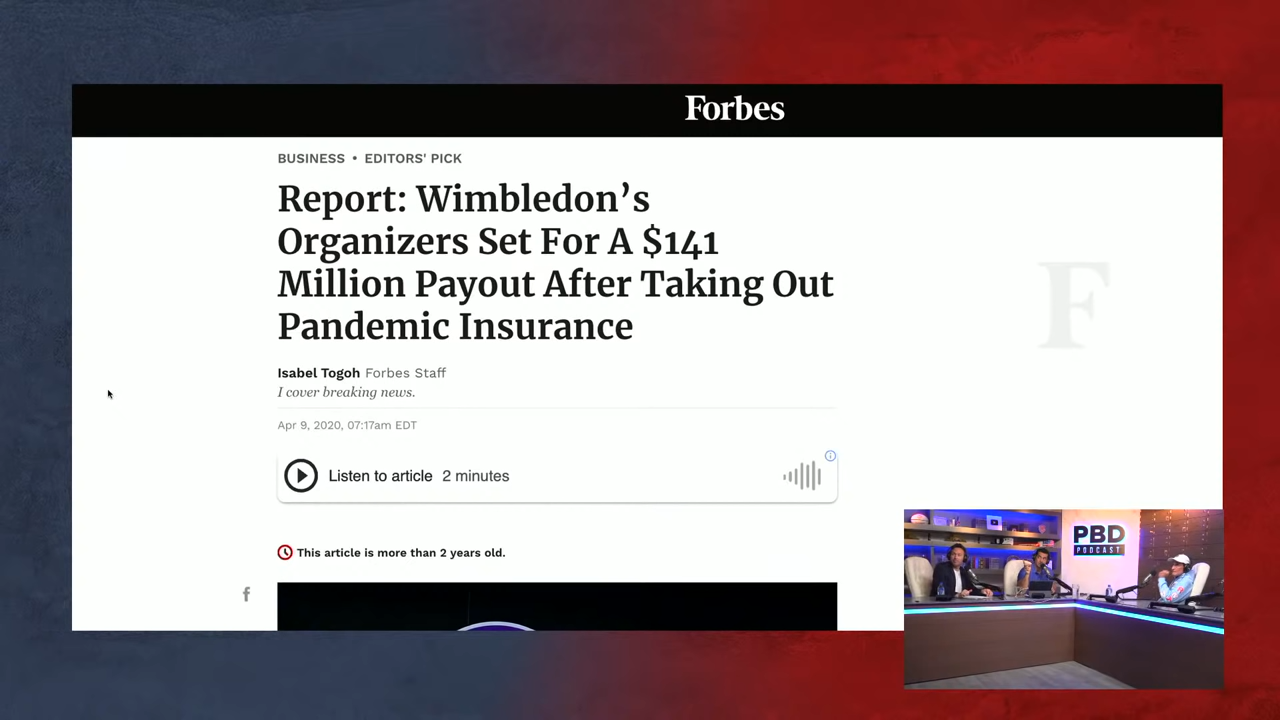 Forbes
BUSINESS • EDITORS' PICK
Report: Wimbledon’s
Organizers Set For A $141
Million Payout After Taking Out
Pandemic Insurance
F
Isabel Togoh Forbes Staff
I cover breaking news.
Apr 9, 2020, 07:17am EDT
Listen to article 2 minutes
This article is more than 2 years old.
f
PBD
PODCAST